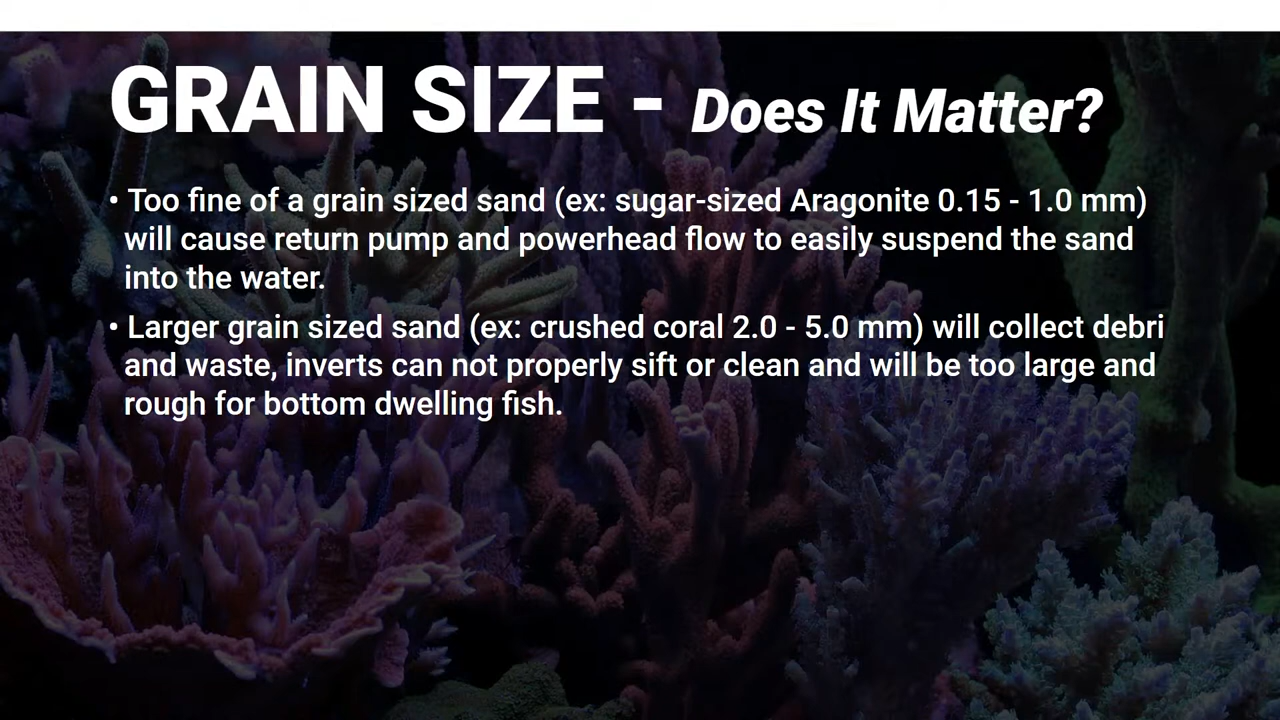 GRAIN SIZE - Does It Matter?
• Too fine of a grain sized sand (ex: sugar-sized Aragonite 0.15 - 1.0 mm)
will cause return pump and powerhead flow to easily suspend the sand
into the water.
• Larger grain sized sand (ex: crushed coral 2.0 - 5.0 mm) will collect debri
and waste, inverts can not properly sift or clean and will be too large and
rough for bottom dwelling fish.